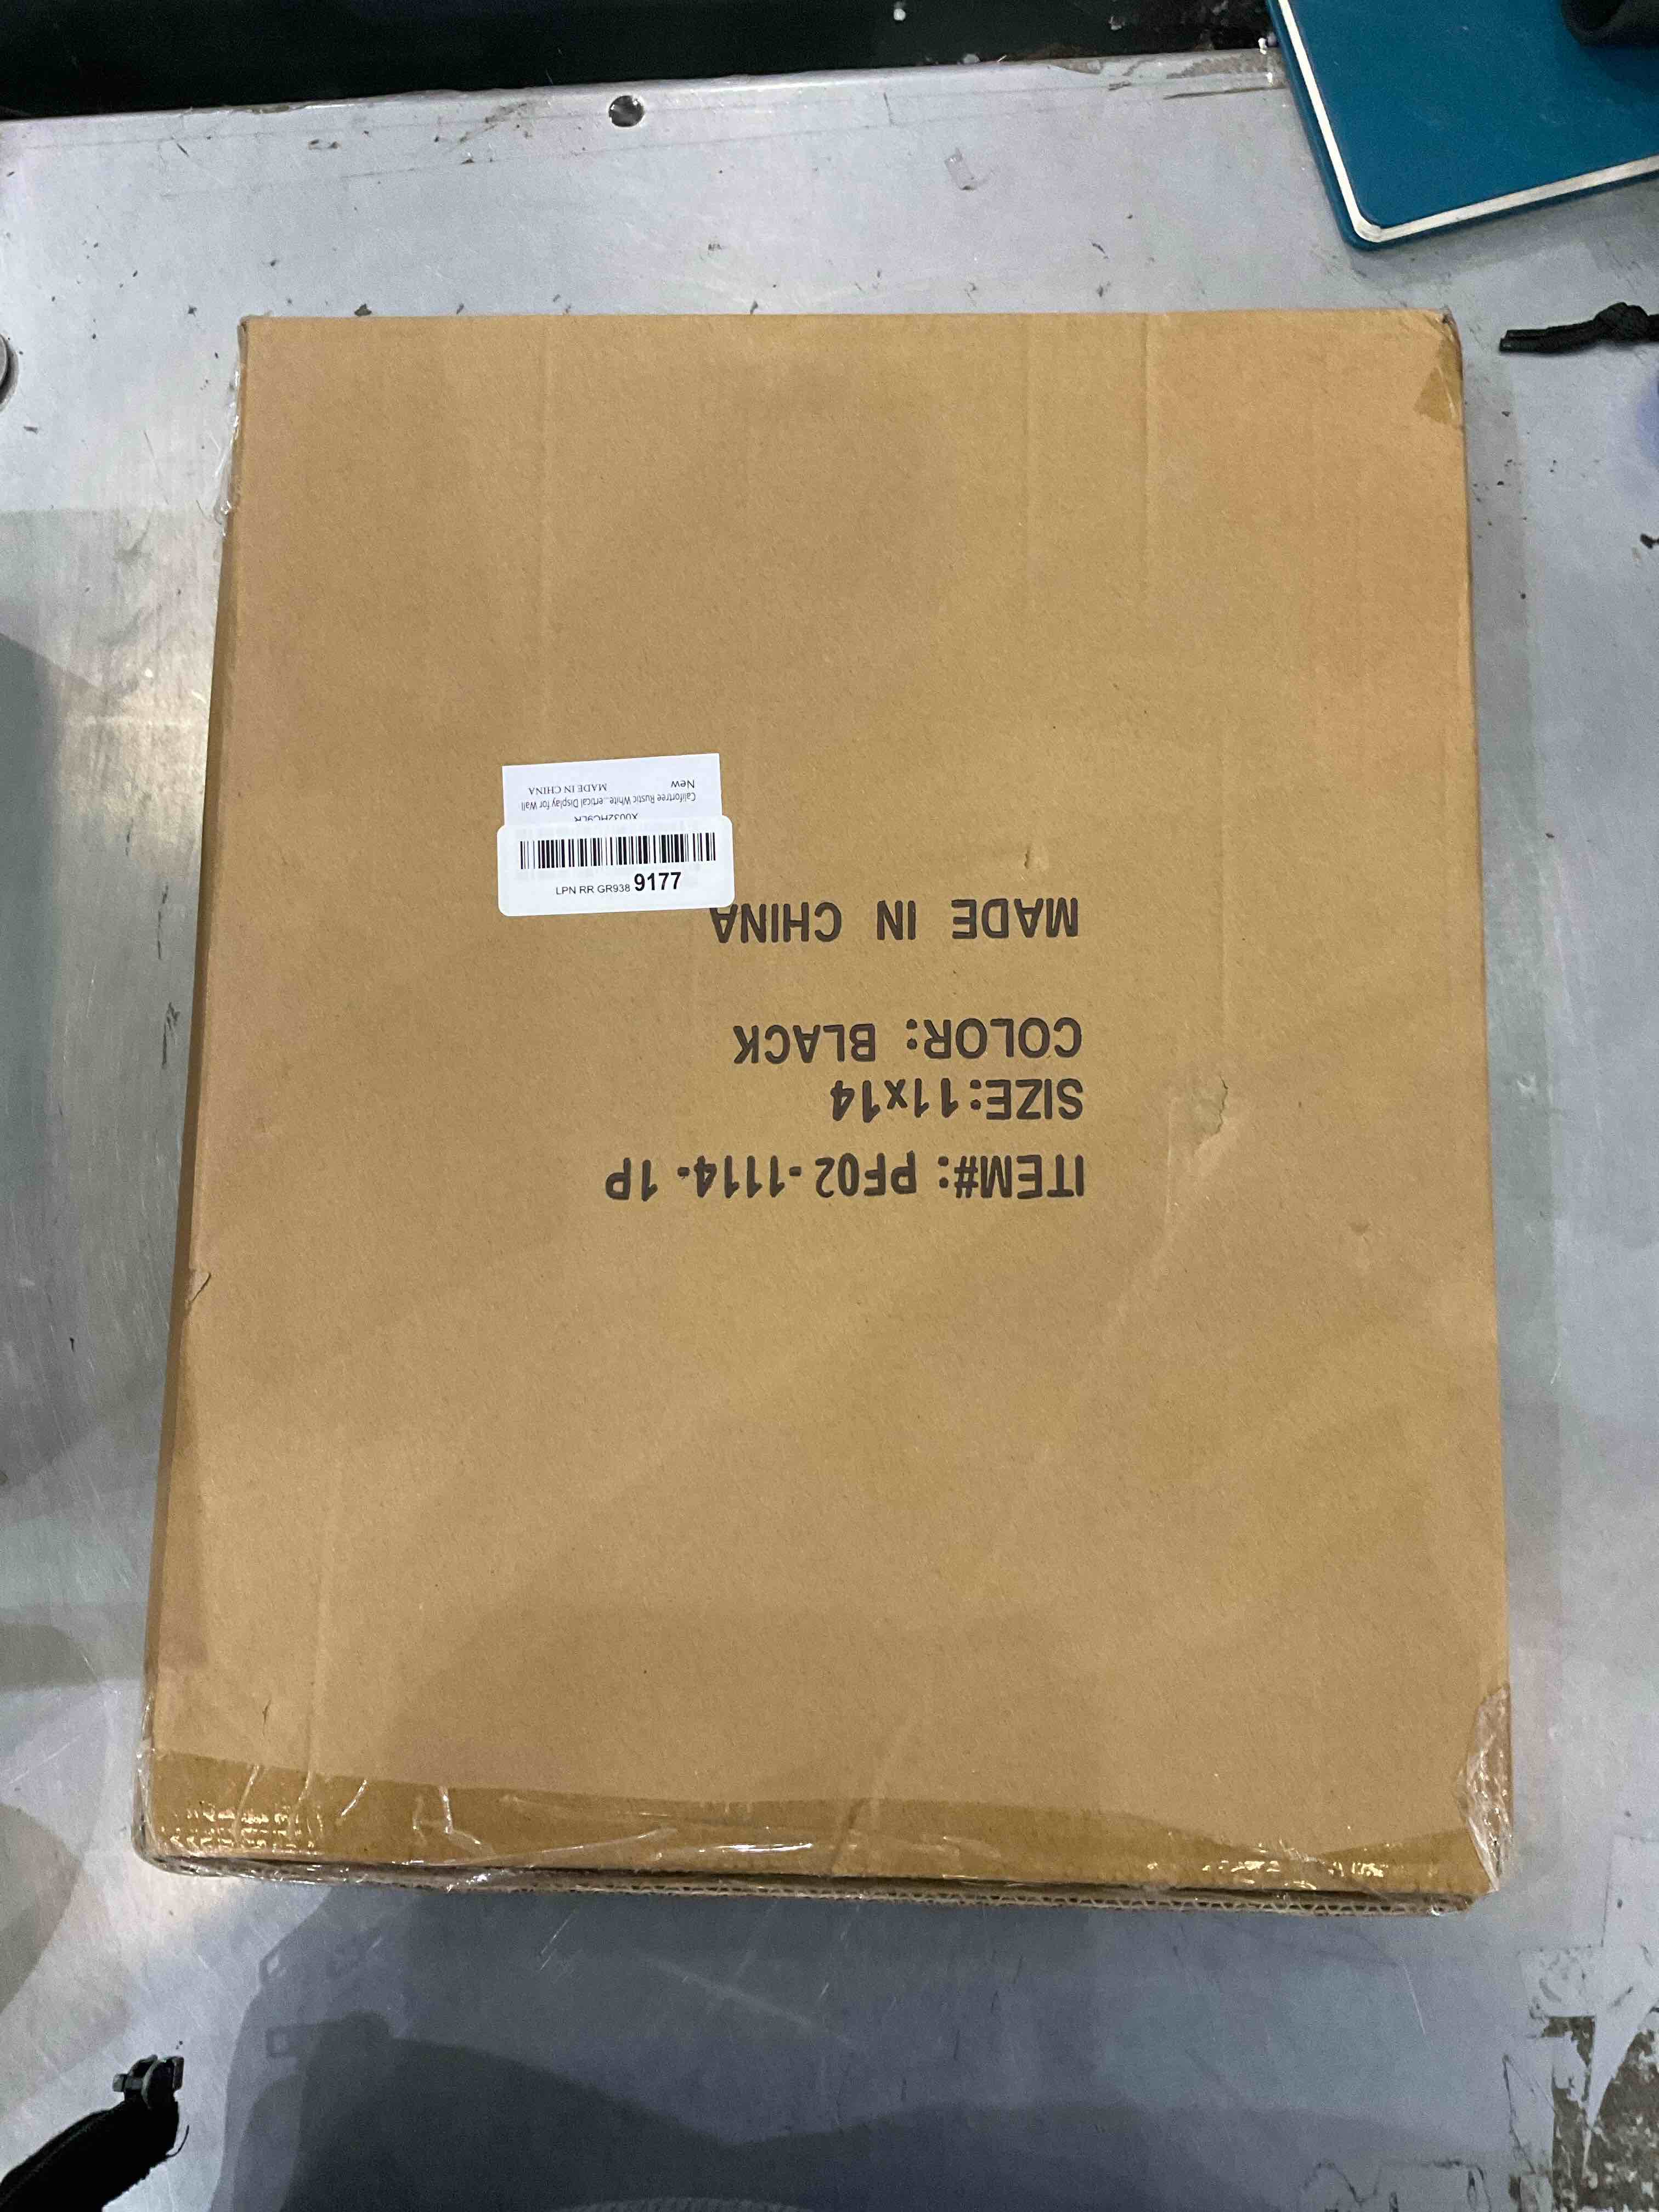 ITEM#: PF02-1114-1P
SIZE:11x14
COLOR: BLACK
MADE IN CHINA
LPN RR GR938 9177
Califortree Rustic White...ertical Display for Wall
New MADE IN CHINA